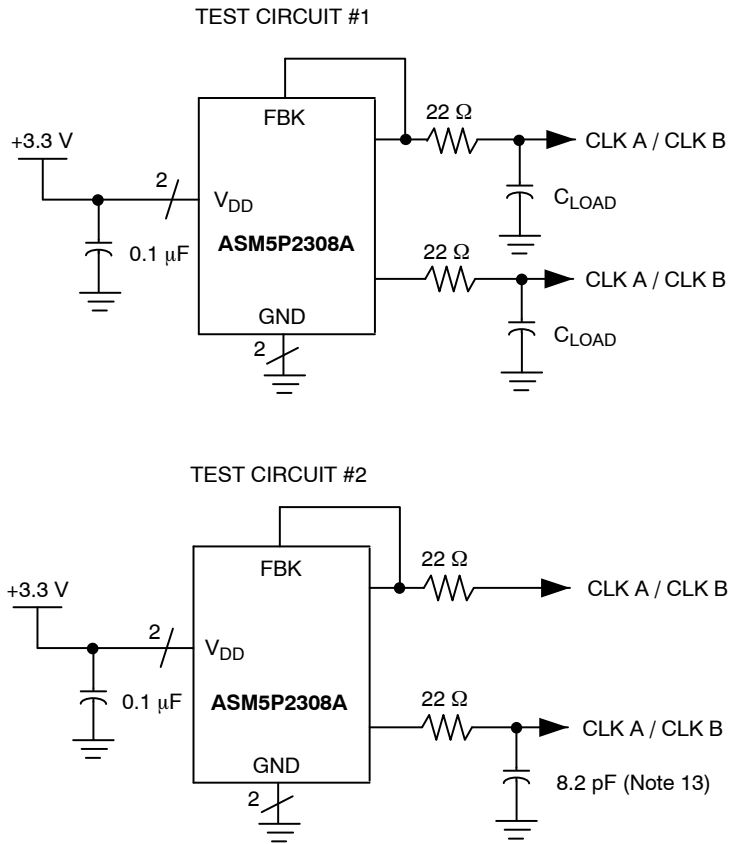 TEST CIRCUIT #1
FBK
22 Ω
+3.3 V
CLK A / CLK B
2
VDD
CLOAD
ASM5P2308A
0.1 μF
22 Ω
CLK A / CLK B
GND
CLOAD
2
TEST CIRCUIT #2
FBK
22 Ω
+3.3 V
CLK A / CLK B
2
VDD
0.1 μF
ASM5P2308A
22 Ω
CLK A / CLK B
GND
8.2 pF (Note 13)
2